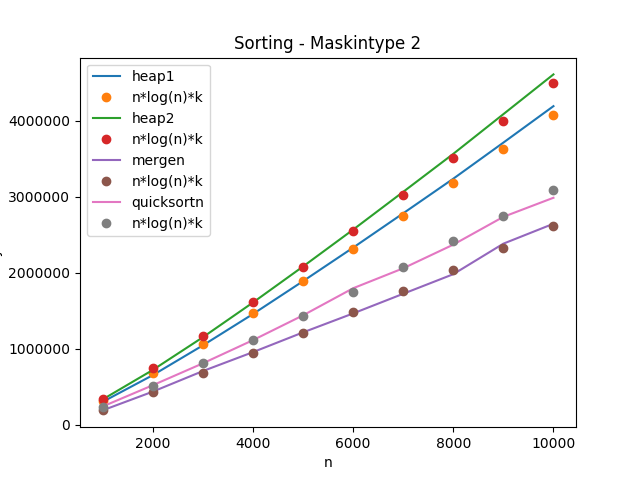 Sorting - Maskintype 2
heap1
n*log(n)*k
heap2
n*log(n)*k
mergen
n*log(n)*k
quicksortn
n*log(n)*k
4000000
3000000
2000000
1000000
0
2000
4000
6000
8000
10000
n